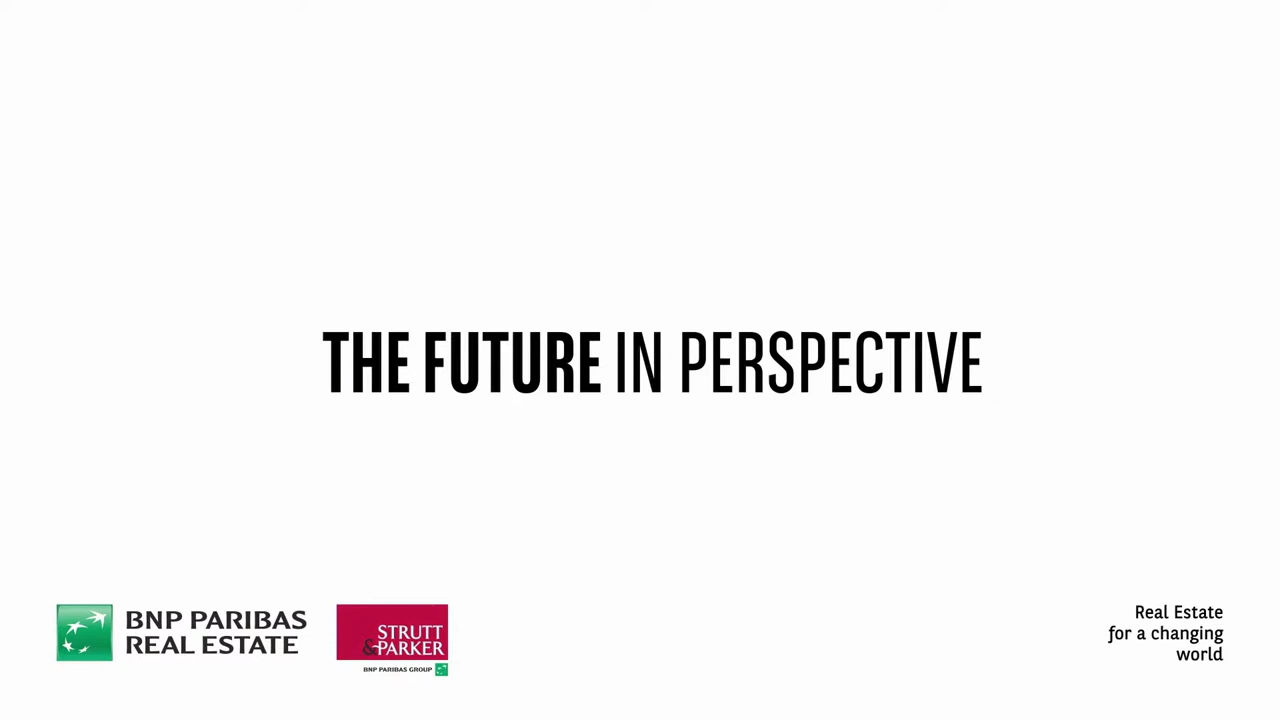 THE FUTURE IN PERSPECTIVE
BNP PARIBAS
REAL ESTATE
STRUTT
&PARKER
BNP PARIBAS GROUP
Real Estate
for a changing
world